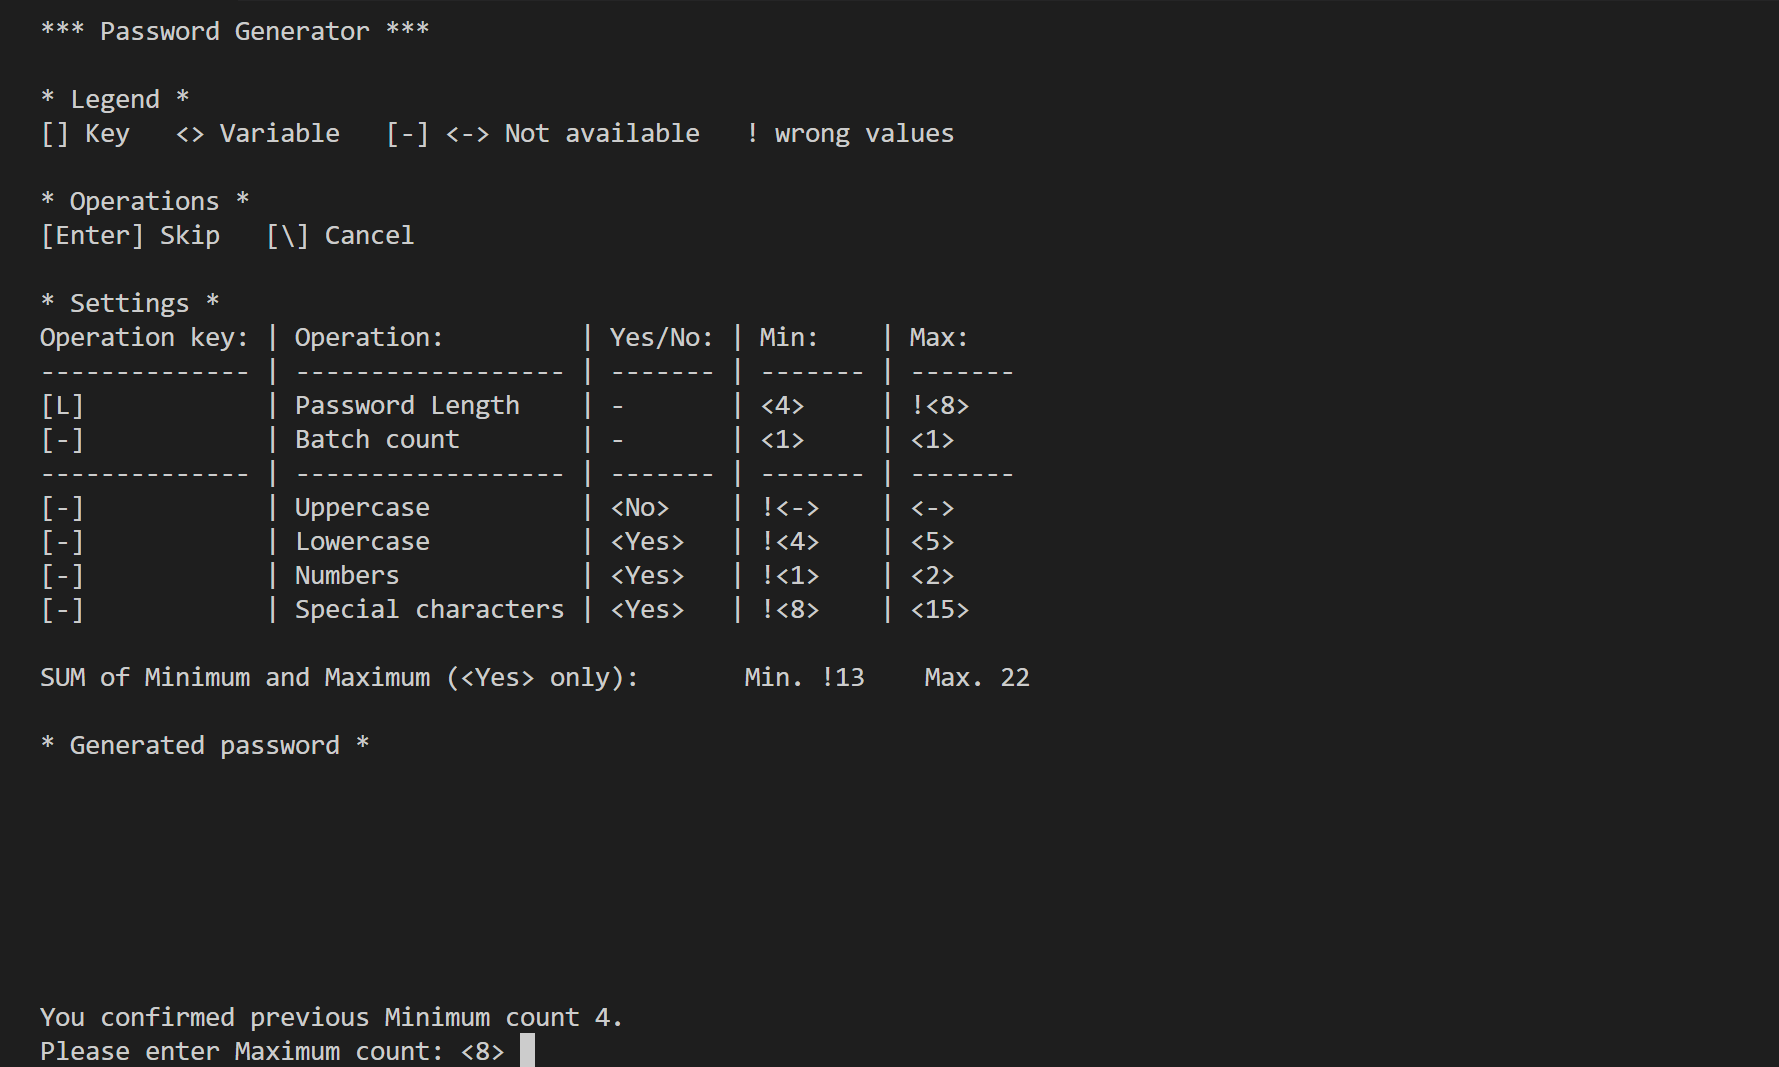 *** Password Generator ***
* Legend *
[] Key   <> Variable   [-] <-> Not available   ! wrong values
* Operations *
[Enter] Skip   [\] Cancel
* Settings *
Operation key: | Operation:         | Yes/No: | Min:    | Max:
-------------- | ------------------ | ------- | ------- | -------
[L]            | Password Length    | -       | <4>     | !<8>
[-]            | Batch count        | -       | <1>     | <1>
-------------- | ------------------ | ------- | ------- | -------
[-]            | Uppercase          | <No>    | !<->    | <->
[-]            | Lowercase          | <Yes>   | !<4>    | <5>
[-]            | Numbers            | <Yes>   | !<1>    | <2>
[-]            | Special characters | <Yes>   | !<8>    | <15>
SUM of Minimum and Maximum (<Yes> only):       Min. !13    Max. 22
* Generated password *
You confirmed previous Minimum count 4.
Please enter Maximum count: <8>